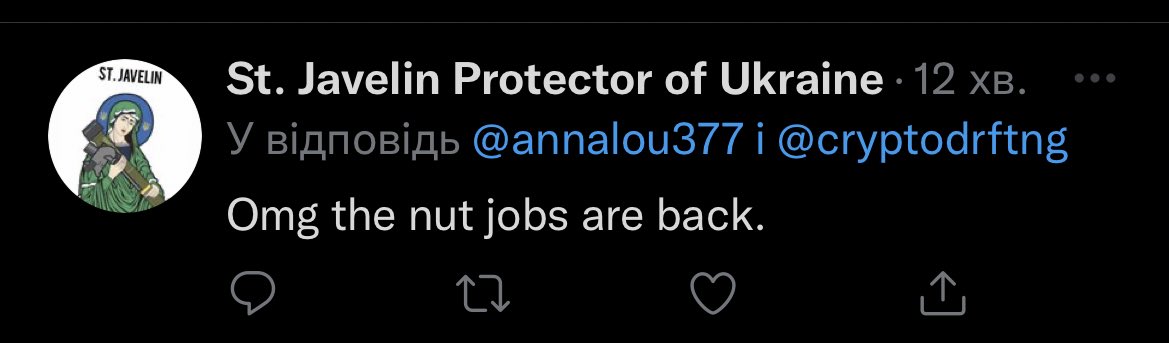 ST. JAVELIN
St. Javelin Protector of Ukraine · 12 хв.
У відповідь @annalou377 і @cryptodrftng
Omg the nut jobs are back.